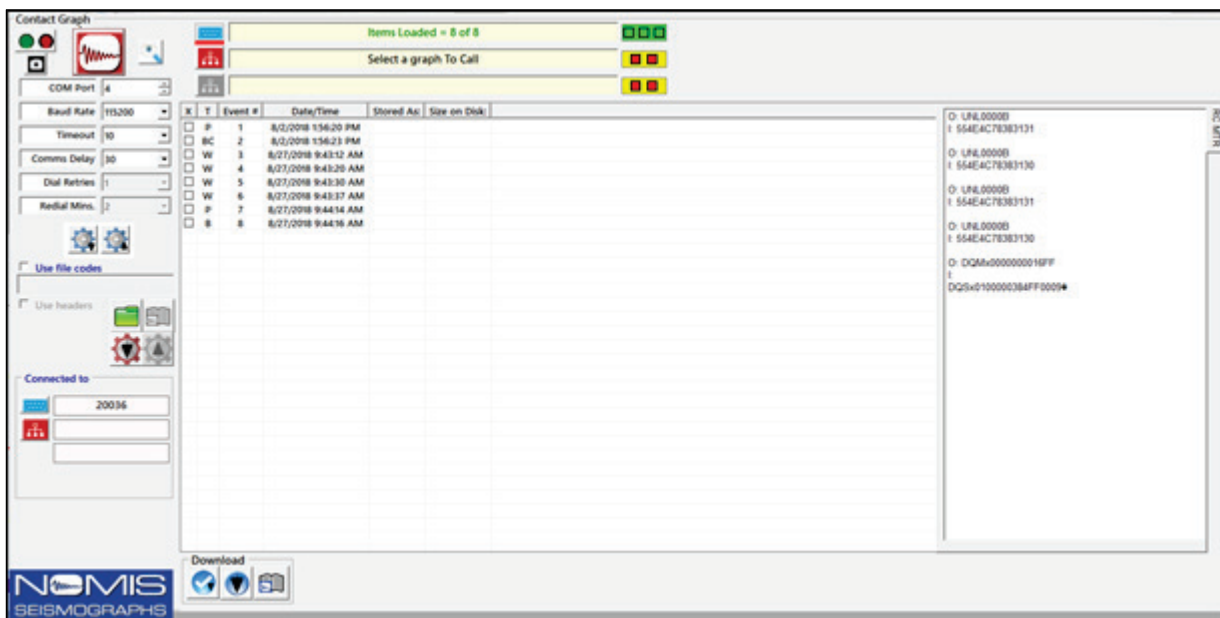 Contact Graph
Items Loaded = 8 of 8
Select a graph To Call
COM Port 4
Baud Rate 115200
Timeout 10
Comms Delay 30
Dial Retries 1
Redial Mins. 2
Use file codes
Use headers
Connected to
20036
X T Event # Date/Time Stored As: Size on Disk:
P 1 8/2/2018 1:56:20 PM
BC 2 8/2/2018 1:56:23 PM
W 3 8/27/2018 9:43:12 AM
W 4 8/27/2018 9:43:20 AM
W 5 8/27/2018 9:43:30 AM
W 6 8/27/2018 9:43:37 AM
P 7 8/27/2018 9:44:14 AM
B 8 8/27/2018 9:44:16 AM
O: UNL0000B
I: 554E4C78383131
O: UNL0000B
I: 554E4C78383130
O: UNL0000B
I: 554E4C78383131
O: UNL0000B
I: 554E4C78383130
O: DQMx0000000016FF
I:
DQSx0100000384FF0009♦
RC MTR
Download
NOMIS
SEISMOGRAPHS